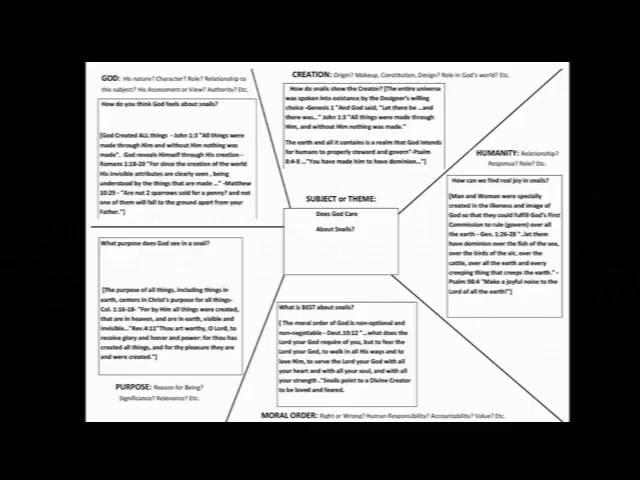 GOD: His nature? Character? Role? Relationship to
this subject? His Assessment or View? Authority? Etc.
How do you think God feels about snails?
[God Created ALL things - John 1:3 "All things were
made through Him and without Him nothing was
made". God reveals Himself through His creation -
Romans 1:18-20 "For since the creation of the world
His invisible attributes are clearly seen , being
understood by the things that are made ..." -Matthew
10:29 - "Are not 2 sparrows sold for a penny? and not
one of them will fall to the ground apart from your
Father."]
CREATION: Origin? Makeup, Constitution, Design? Role in God's world? Etc.
How do snails show the Creator? [The entire universe
was spoken into existance by the Designer's willing
choice -Genesis 1 "And God said, "Let there be ...and
there was..." John 1:3 "All things were made through
Him, and without Him nothing was made."
The earth and all it contains is a realm that God intends
for humans to properly steward and govern"-Psalm
8:4-8 ..."You have made him to have dominion..."]
HUMANITY: Relationship?
Response? Role? Etc.
How can we find real joy in snails?
[Man and Woman were specially
created in the likeness and image of
God so that they could fulfill God's First
Commission to rule (govern) over all
the earth - Gen. 1:26-28 "..let them
have dominion over the fish of the sea,
over the birds of the air, over the
cattle, over all the earth and every
creeping thing that creeps the earth." -
Psalm 98:4 "Make a joyful noise to the
Lord of all the earth!"]
SUBJECT or THEME:
Does God Care
About Snails?
What purpose does God see in a snail?
[The purpose of all things, including things in
earth, centers in Christ's purpose for all things-
Col. 1:16-18- "For by Him all things were created,
that are in heaven, and are in earth, visible and
invisible..."Rev.4:11"Thou art worthy, O Lord, to
receive glory and honor and power: for thou has
created all things, and for thy pleasure they are
and were created."]
PURPOSE: Reason for Being?
Significance? Relevance? Etc.
What is BEST about snails?
[ The moral order of God is non-optional and
non-negotiable - Deut.10:12 "...what does the
Lord your God require of you, but to fear the
Lord your God, to walk in all His ways and to
love Him, to serve the Lord your God with all
your heart and with all your soul, and with all
your strength ."Snails point to a Divine Creator
to be loved and feared.
MORAL ORDER: Right or Wrong? Human Responsibility? Accountability? Value? Etc.